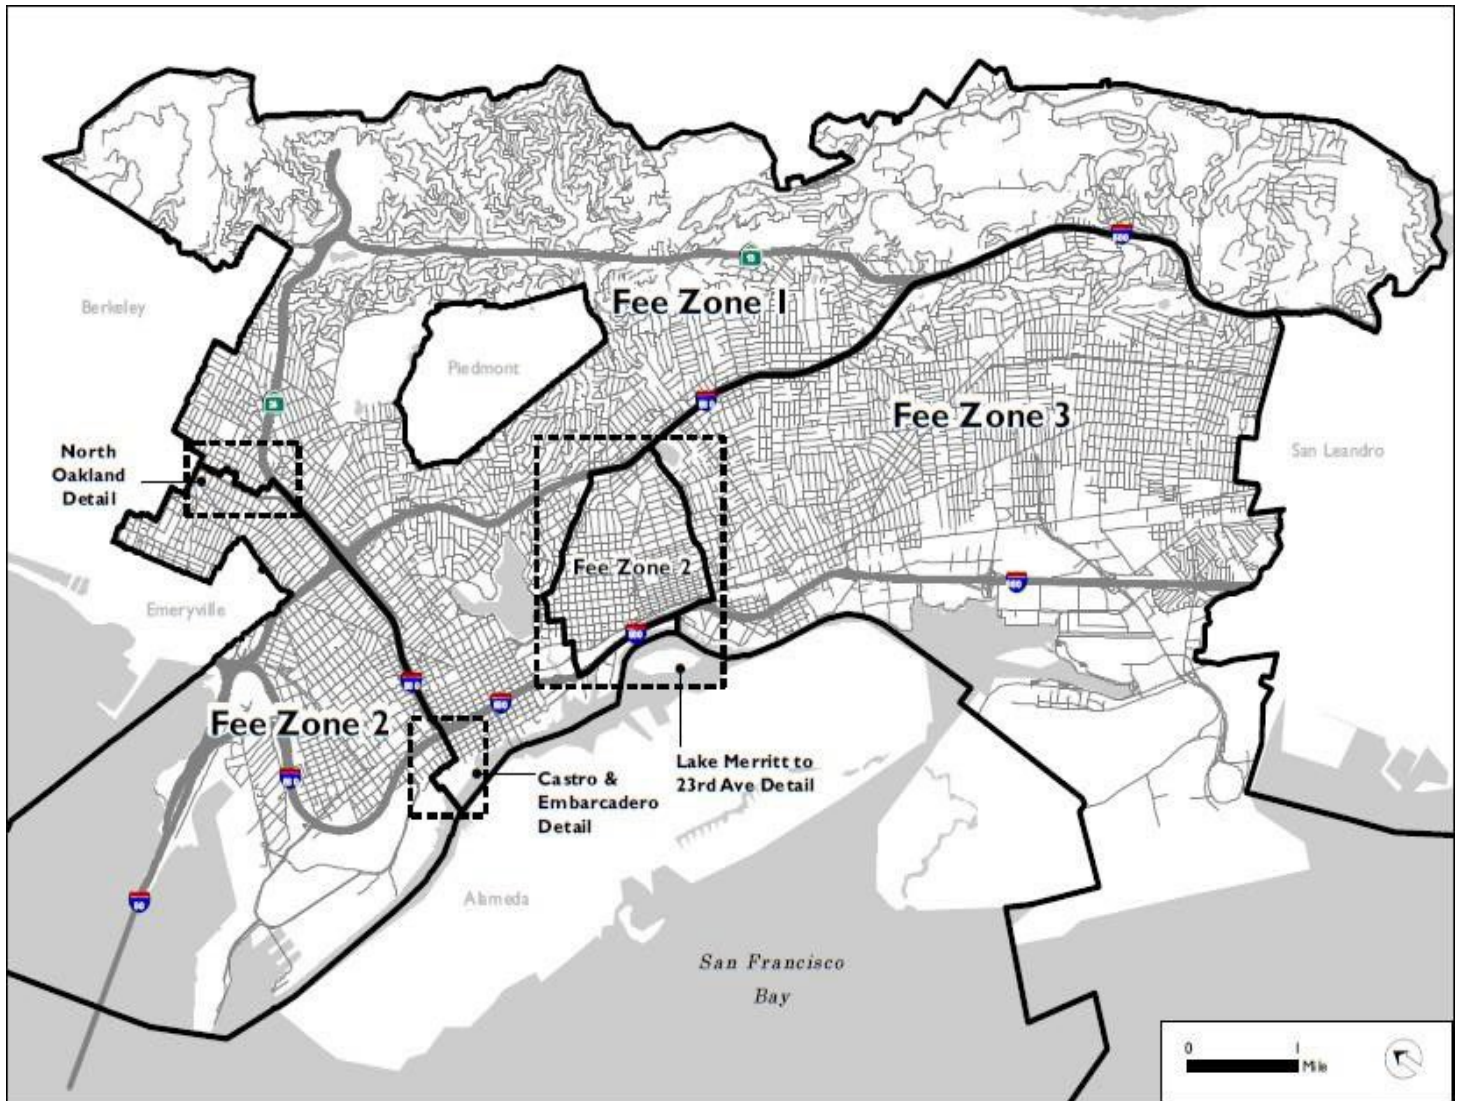 Fee Zone 1
Berkeley
Piedmont
Fee Zone 3
North
Oakland
Detail
San Leandro
Fee Zone 2
Emeryville
Fee Zone 2
Lake Merritt to
23rd Ave Detail
Castro &
Embarcadero
Detail
Alameda
San Francisco
Bay
0 1
Mile